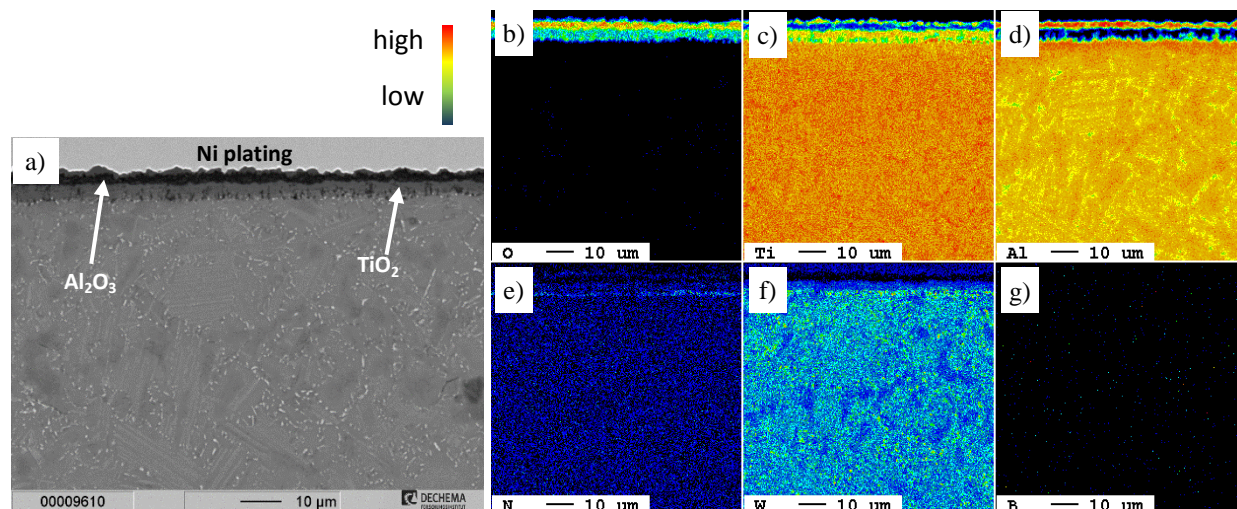 high
low
a)
Ni plating
Al₂O₃
TiO₂
00009610
10 µm
DECHEMA
FORSCHUNGSINSTITUT
b)
O
10 um
c)
Ti
10 um
d)
Al
10 um
e)
N
10 um
f)
W
10 um
g)
B
10 um